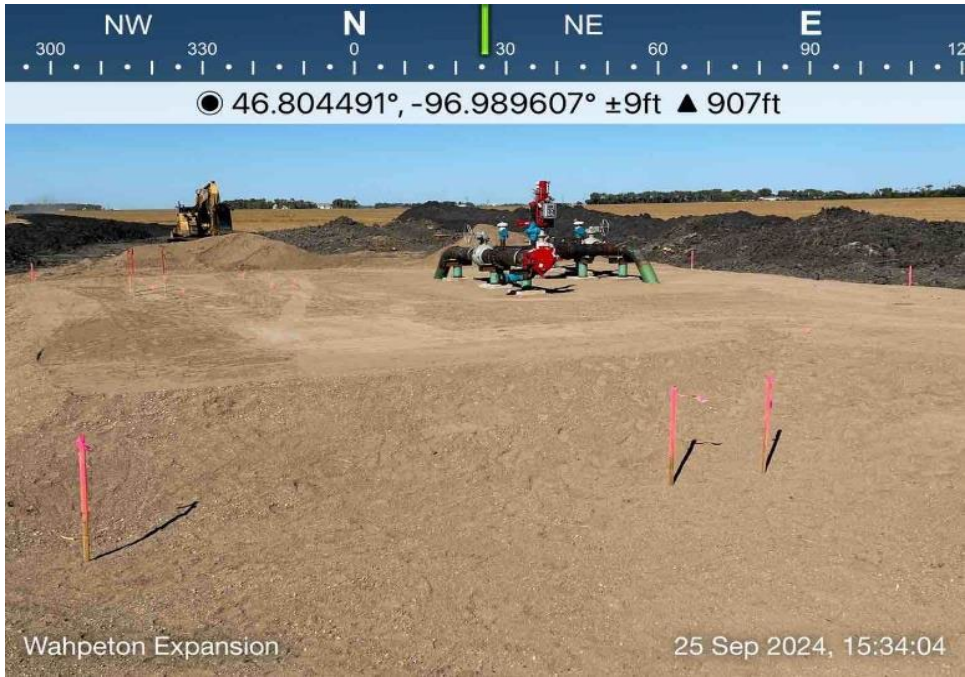 NW N NE E
300 330 0 30 60 90 12
46.804491°, -96.989607° ±9ft ▲ 907ft
Wahpeton Expansion
25 Sep 2024, 15:34:04